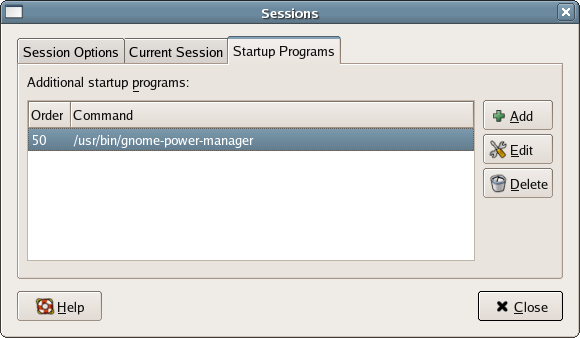 Sessions
Session Options Current Session Startup Programs
Additional startup programs:
Order Command
50 /usr/bin/gnome-power-manager
Add
Edit
Delete
Help Close